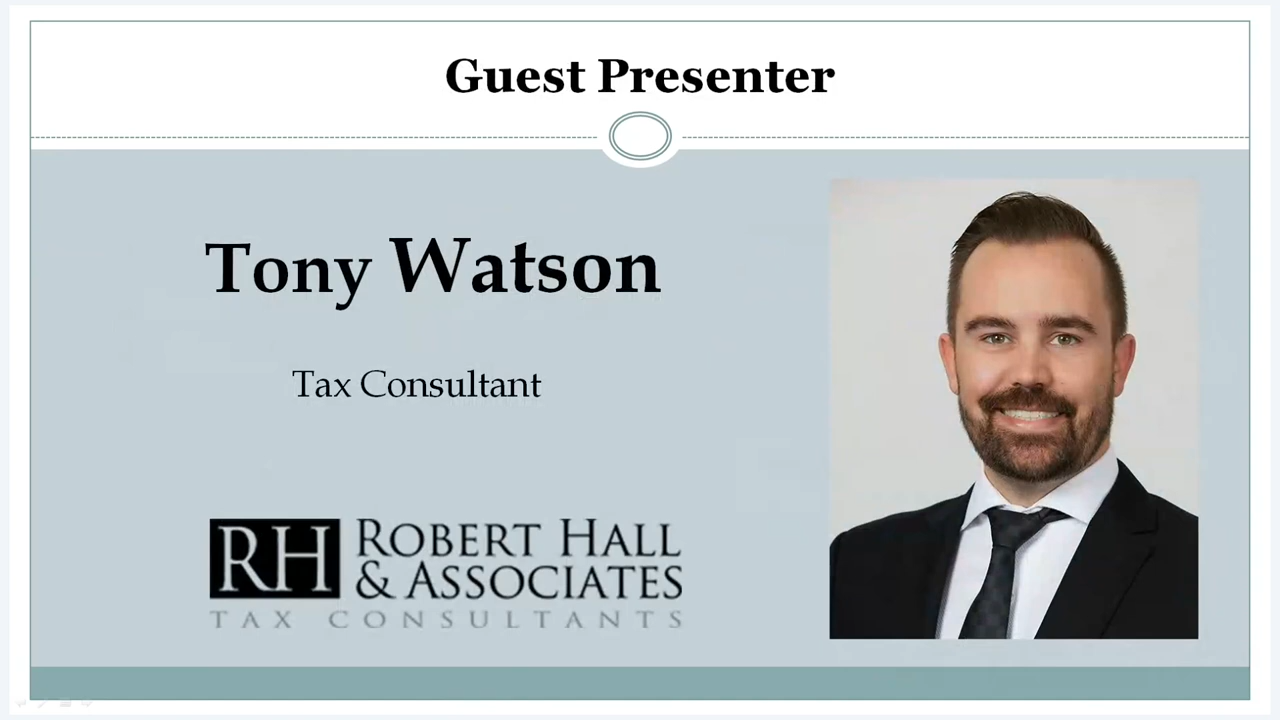 Guest Presenter
Tony Watson
Tax Consultant
RH ROBERT HALL
& ASSOCIATES
TAX CONSULTANTS